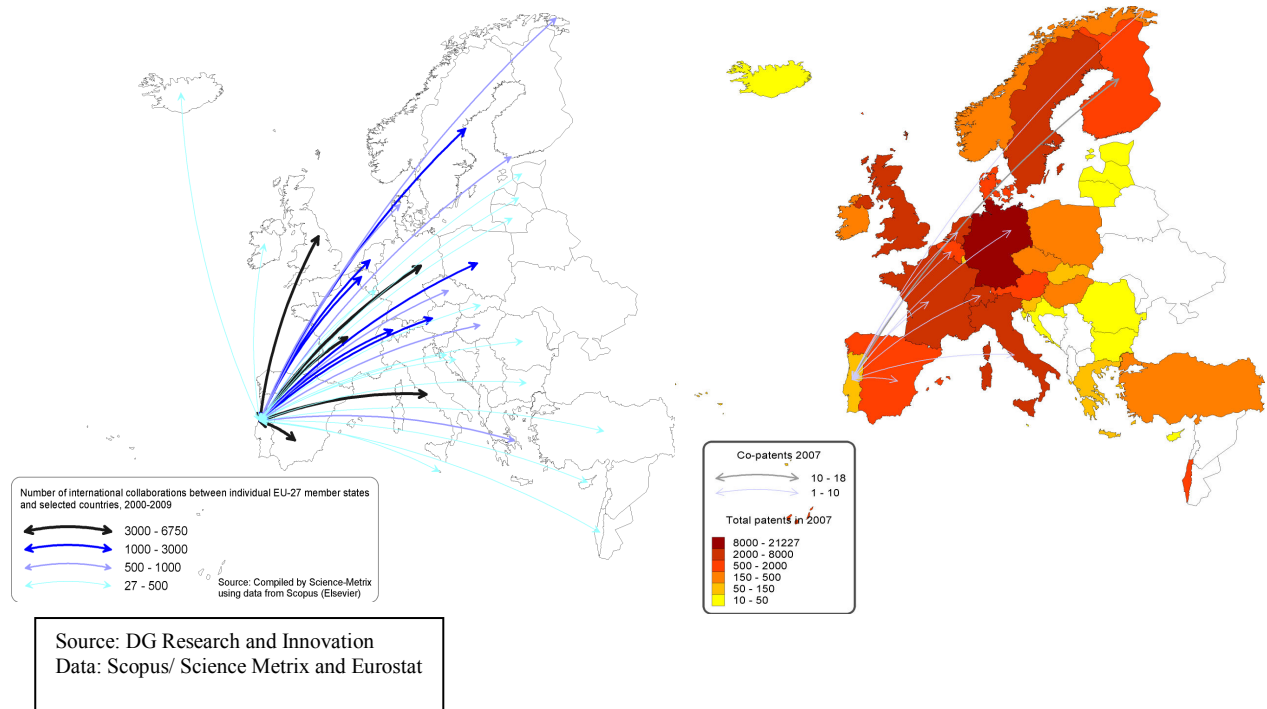 Number of international collaborations between individual EU-27 member states
and selected countries, 2000-2009
3000 - 6750
1000 - 3000
500 - 1000
27 - 500
Source: Compiled by Science-Metrix
using data from Scopus (Elsevier)
Co-patents 2007
10 - 18
1 - 10
Total patents in 2007
8000 - 21227
2000 - 8000
500 - 2000
150 - 500
50 - 150
10 - 50
Source: DG Research and Innovation
Data: Scopus/ Science Metrix and Eurostat